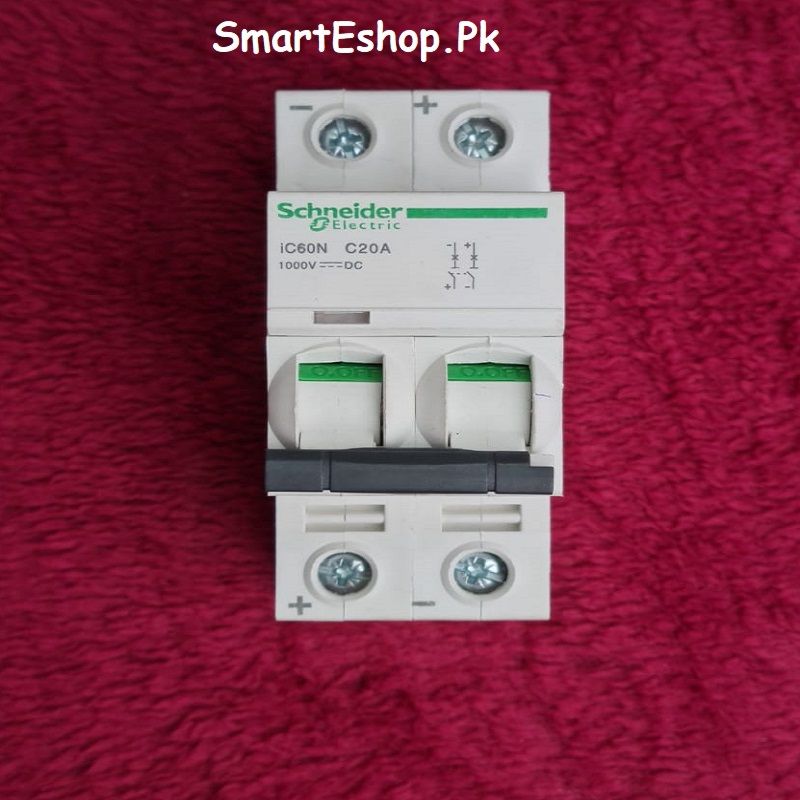 SmartEshop.Pk
− +
Schneider
Electric
iC60N C20A
1000V⎓DC
- +
+ -
O.OFF O.OFF
+ −